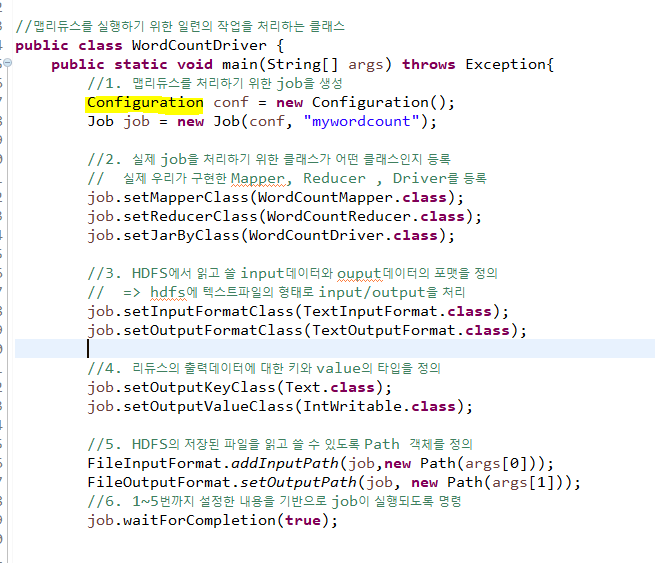 //맵리듀스를 실행하기 위한 일련의 작업을 처리하는 클래스
public class WordCountDriver {
public static void main(String[] args) throws Exception{
//1. 맵리듀스를 처리하기 위한 job을 생성
Configuration conf = new Configuration();
Job job = new Job(conf, "mywordcount");
//2. 실제 job을 처리하기 위한 클래스가 어떤 클래스인지 등록
// 실제 우리가 구현한 Mapper, Reducer , Driver를 등록
job.setMapperClass(WordCountMapper.class);
job.setReducerClass(WordCountReducer.class);
job.setJarByClass(WordCountDriver.class);
//3. HDFS에서 읽고 쓸 input데이터와 ouput데이터의 포맷을 정의
// => hdfs에 텍스트파일의 형태로 input/output을 처리
job.setInputFormatClass(TextInputFormat.class);
job.setOutputFormatClass(TextOutputFormat.class);
//4. 리듀스의 출력데이터에 대한 키와 value의 타입을 정의
job.setOutputKeyClass(Text.class);
job.setOutputValueClass(IntWritable.class);
//5. HDFS의 저장된 파일을 읽고 쓸 수 있도록 Path 객체를 정의
FileInputFormat.addInputPath(job,new Path(args[0]));
FileOutputFormat.setOutputPath(job, new Path(args[1]));
//6. 1~5번까지 설정한 내용을 기반으로 job이 실행되도록 명령
job.waitForCompletion(true);